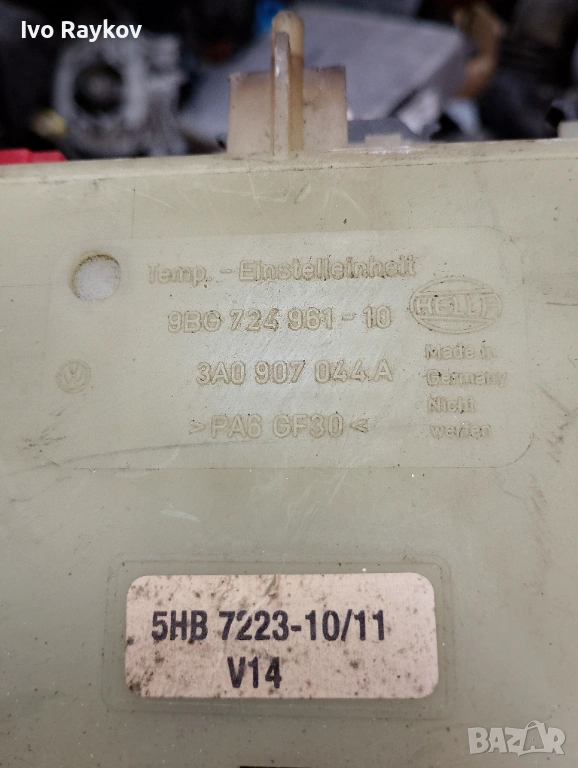 Ivo Raykov
Temp. - Einstelleinheit
9BG 724 961 - 10
HELLA
3A0 907 044 A
Made in
Germany
>PA6 GF30<
Nicht
werfen
5HB 7223-10/11
V14
BAZAR